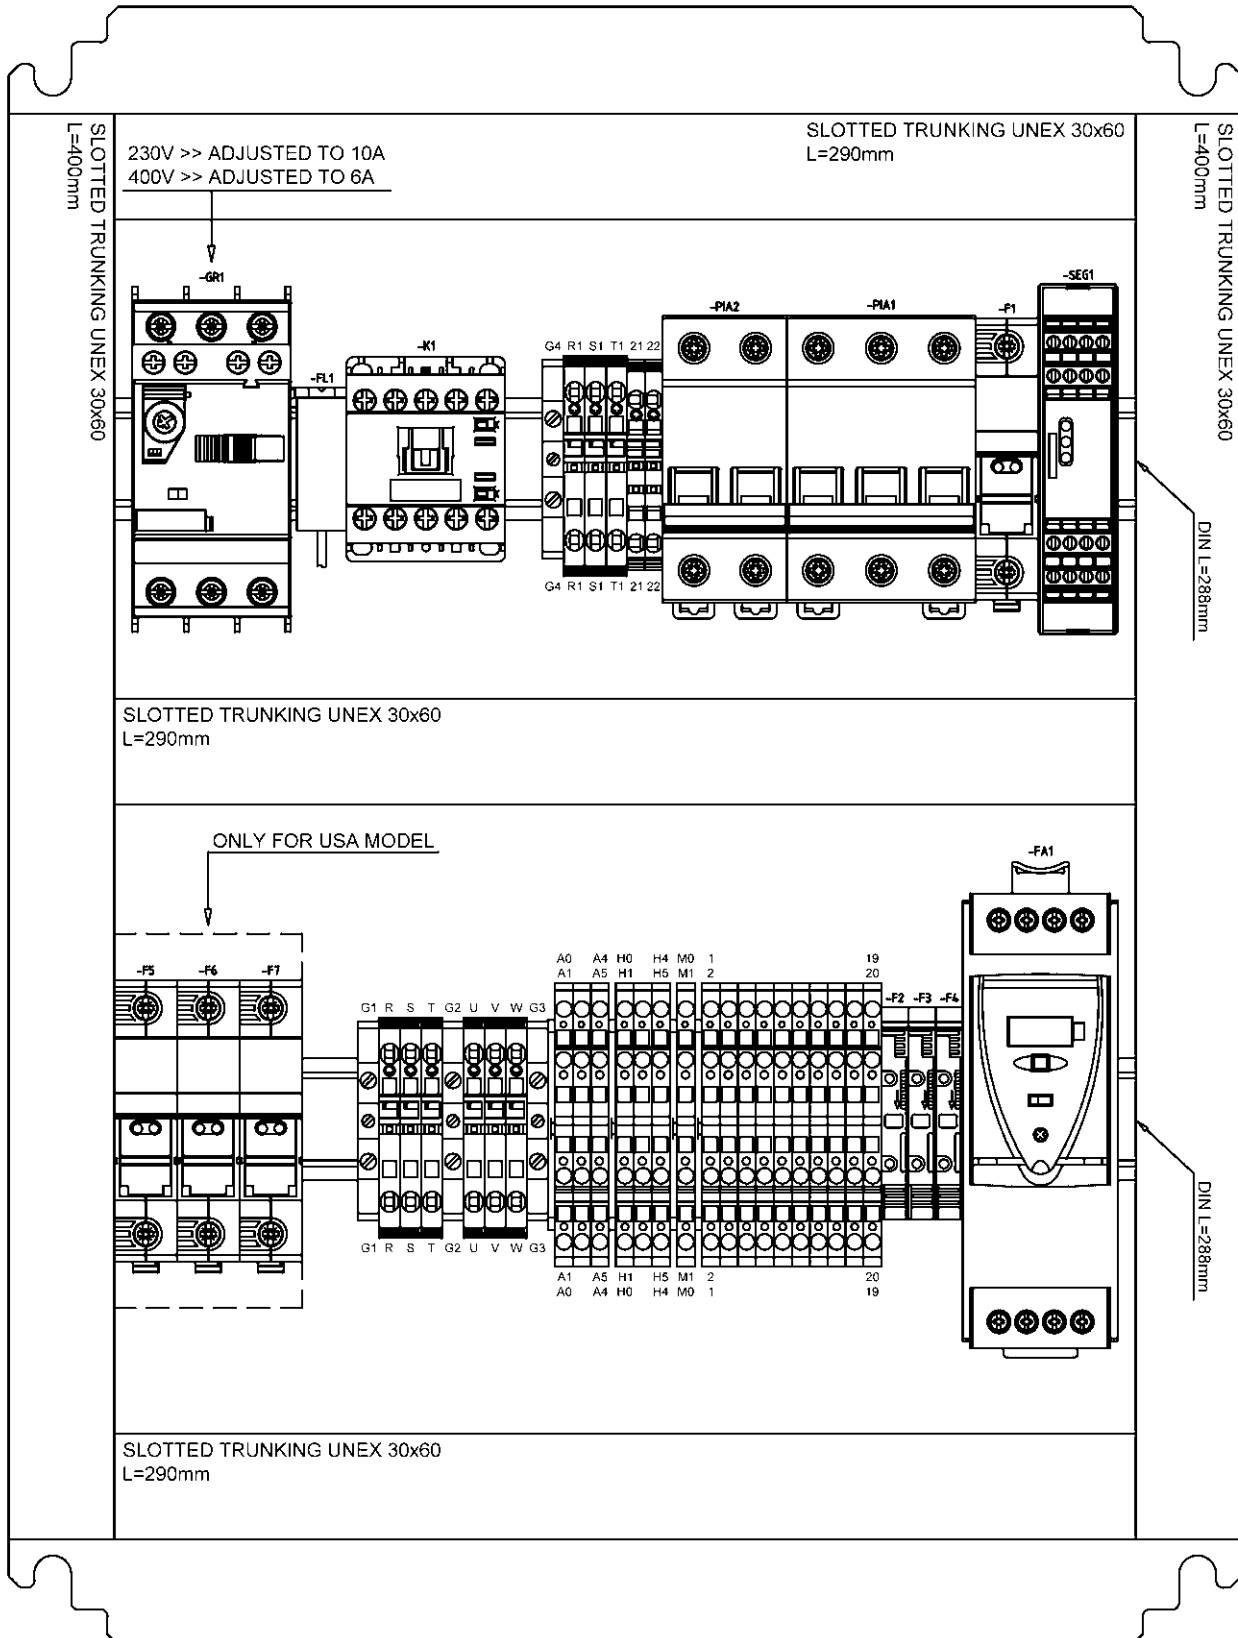 SLOTTED TRUNKING UNEX 30x60
L=400mm
230V >> ADJUSTED TO 10A
400V >> ADJUSTED TO 6A
SLOTTED TRUNKING UNEX 30x60
L=290mm
SLOTTED TRUNKING UNEX 30x60
L=400mm
-GR1
-FL1
-K1
G4 R1 S1 T1 21 22
-PIA2
-PIA1
-F1
-SEG1
G4 R1 S1 T1 21 22
DIN L=288mm
SLOTTED TRUNKING UNEX 30x60
L=290mm
ONLY FOR USA MODEL
-F5 -F6 -F7
G1 R S T G2 U V W G3
A0 A4 H0 H4 M0 1 19
A1 A5 H1 H5 M1 2 20
-F2 -F3 -F4
-FA1
G1 R S T G2 U V W G3
A1 A5 H1 H5 M1 2 20
A0 A4 H0 H4 M0 1 19
DIN L=288mm
SLOTTED TRUNKING UNEX 30x60
L=290mm